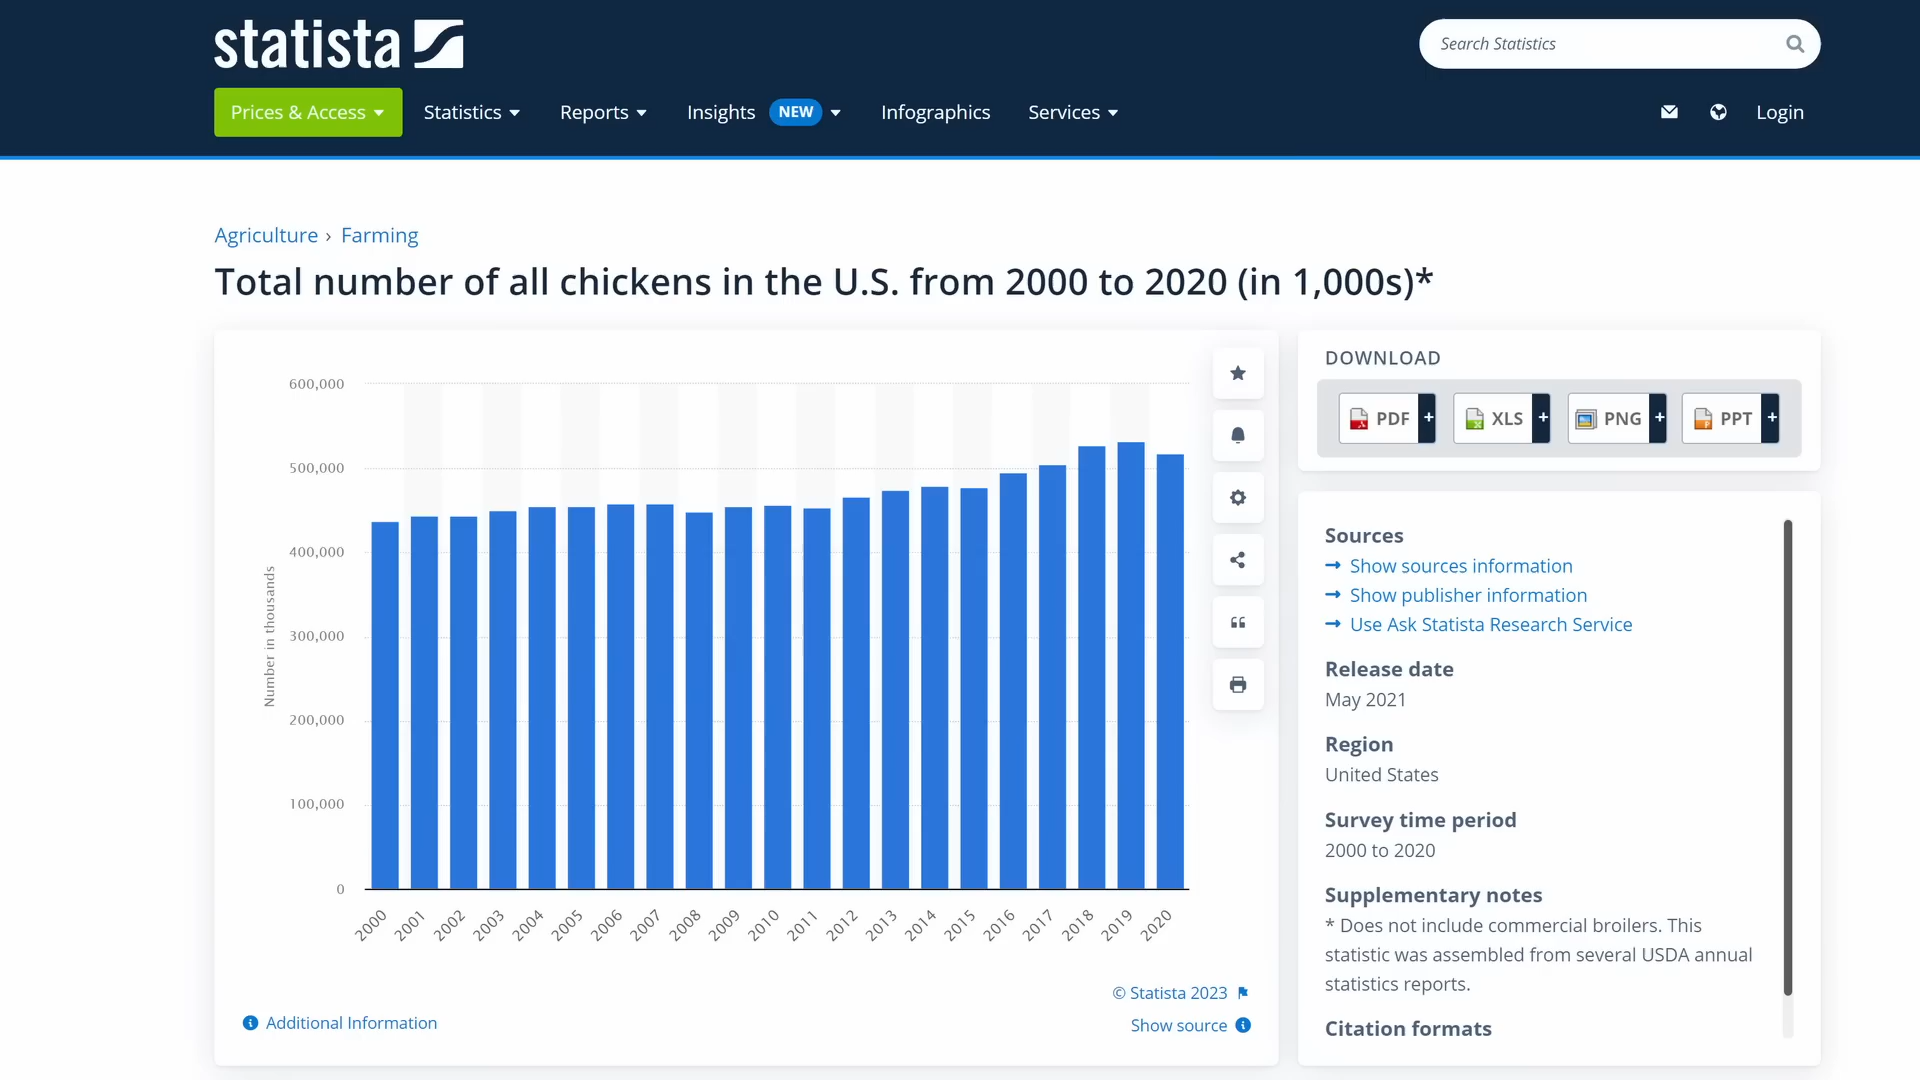 statista
Search Statistics
Prices & Access
Statistics
Reports
Insights
NEW
Infographics
Services
Login
Agriculture › Farming
Total number of all chickens in the U.S. from 2000 to 2020 (in 1,000s)*
600,000
500,000
400,000
300,000
200,000
100,000
0
Number in thousands
2000
2001
2002
2003
2004
2005
2006
2007
2008
2009
2010
2011
2012
2013
2014
2015
2016
2017
2018
2019
2020
© Statista 2023
Additional Information
Show source
DOWNLOAD
PDF +
XLS +
PNG +
PPT +
Sources
Show sources information
Show publisher information
Use Ask Statista Research Service
Release date
May 2021
Region
United States
Survey time period
2000 to 2020
Supplementary notes
* Does not include commercial broilers. This
statistic was assembled from several USDA annual
statistics reports.
Citation formats